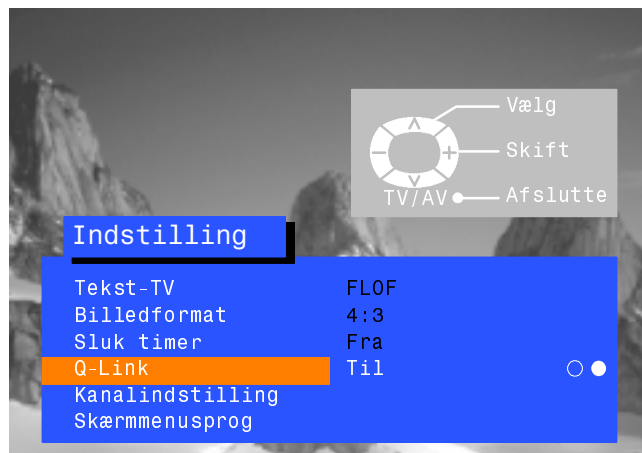 Vælg
Skift
TV/AV Afslutte
Indstilling
Tekst-TV FLOF
Billedformat 4:3
Sluk timer Fra
Q-Link Til
Kanalindstilling
Skærmmenusprog